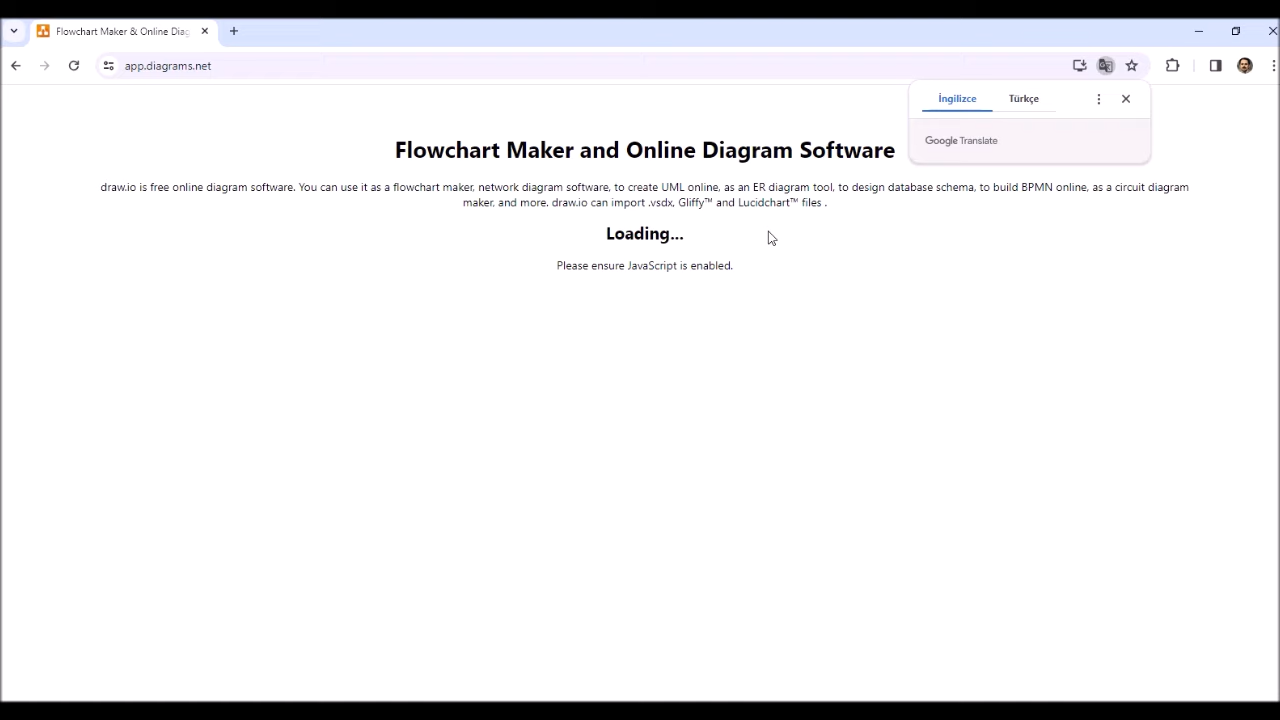 Flowchart Maker & Online Diag
app.diagrams.net
İngilizce
Türkçe
Google Translate
Flowchart Maker and Online Diagram Software
draw.io is free online diagram software. You can use it as a flowchart maker, network diagram software, to create UML online, as an ER diagram tool, to design database schema, to build BPMN online, as a circuit diagram
maker, and more. draw.io can import .vsdx, Gliffy™ and Lucidchart™ files .
Loading...
Please ensure JavaScript is enabled.